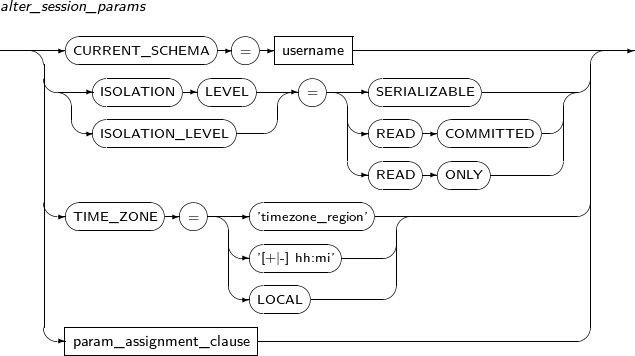 alter_session_params
CURRENT_SCHEMA = username
ISOLATION LEVEL = SERIALIZABLE
ISOLATION_LEVEL READ COMMITTED
READ ONLY
TIME_ZONE = 'timezone_region'
'[+|-] hh:mi'
LOCAL
param_assignment_clause